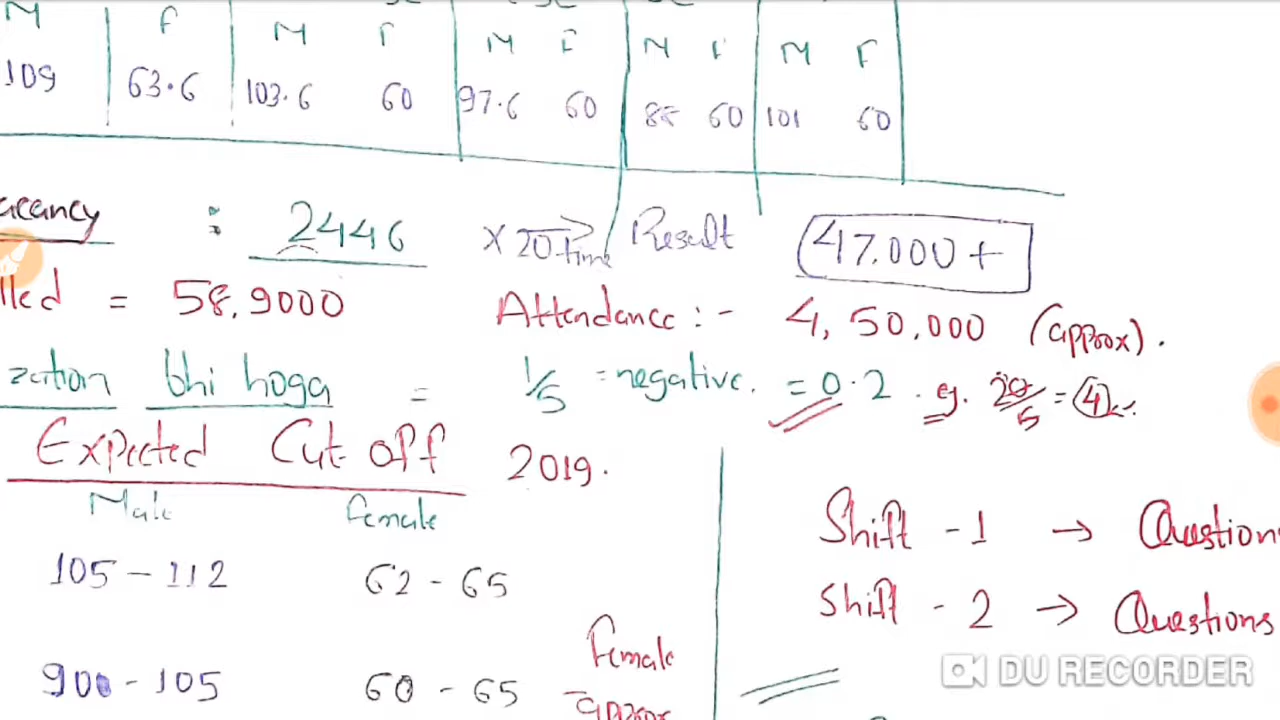 M F M F M F M F M F
109 63.6 103.6 60 97.6 60 85 60 101 60
acancy : 2446 x 20 time Result 47.000+
lled = 58,9000 Attendance :- 4,50,000 (approx).
zation bhi hoga = 1/5 = negative. = 0.2 . eg. 20/5 = 4
Expected Cut off 2019.
Male female
105 - 112 62 - 65
Shift - 1 → Question
Shift - 2 → Questions
900 - 105 60 - 65
female
approx
DU RECORDER